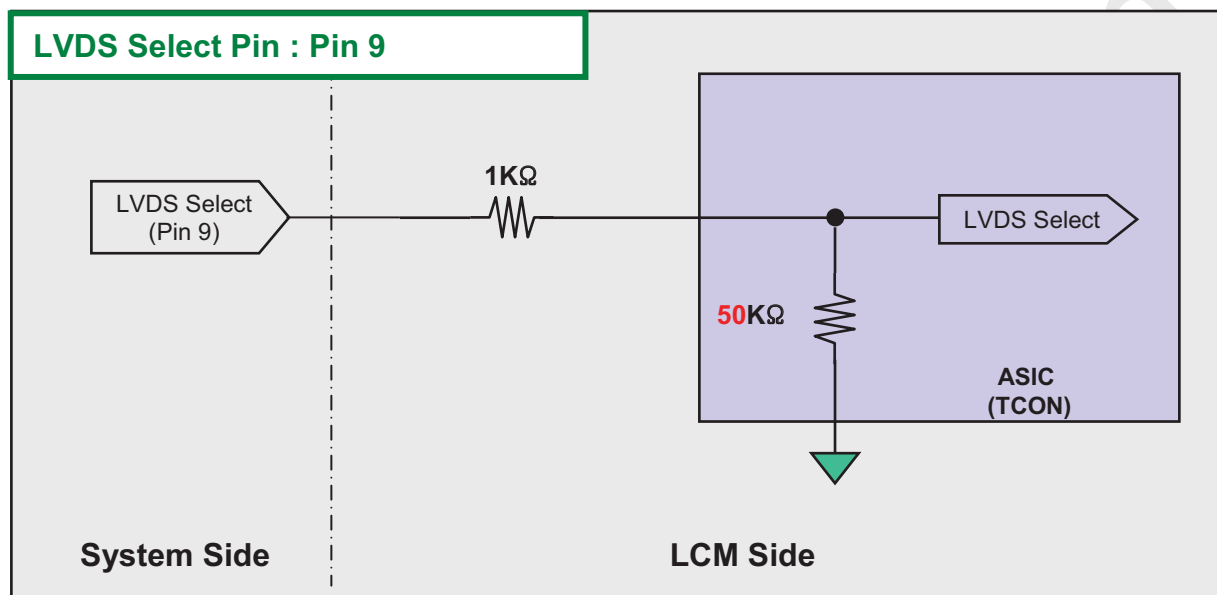 LVDS Select Pin : Pin 9
1KΩ
LVDS Select
(Pin 9)
LVDS Select
50KΩ
ASIC
(TCON)
System Side
LCM Side